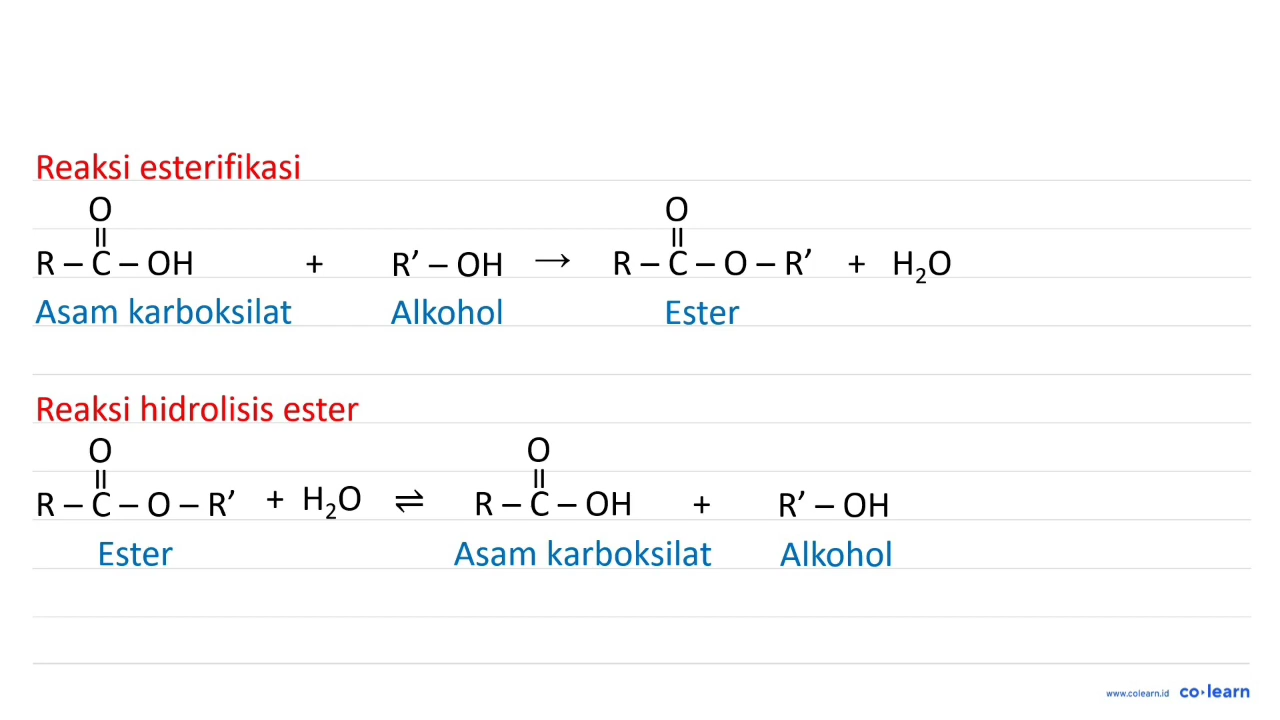 Reaksi esterifikasi
O
||
R – C – OH + R’ – OH → R – C – O – R’ + H₂O
O
||
Asam karboksilat Alkohol Ester
Reaksi hidrolisis ester
O
||
R – C – O – R’ + H₂O ⇌ R – C – OH + R’ – OH
O
||
Ester Asam karboksilat Alkohol
www.colearn.id co·learn